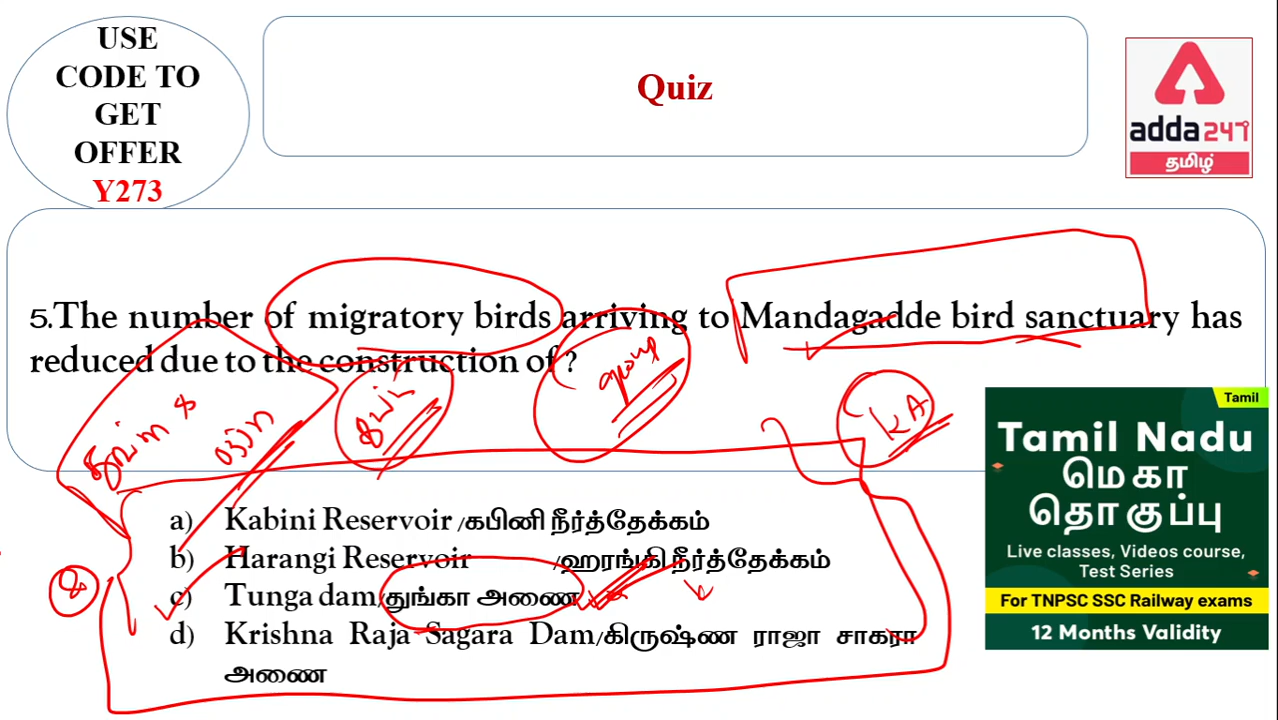 USE
CODE TO
GET
OFFER
Y273
Quiz
adda247
தமிழ்
5.The number of migratory birds arriving to Mandagadde bird sanctuary has
reduced due to the construction of ?
KA
a) Kabini Reservoir /கபினி நீர்த்தேக்கம்
b) Harangi Reservoir /ஹரங்கி நீர்த்தேக்கம்
c) Tunga dam/துங்கா அணை
d) Krishna Raja Sagara Dam/கிருஷ்ண ராஜா சாகரா
அணை
Tamil
Tamil Nadu
மெகா
தொகுப்பு
Live classes, Videos course,
Test Series
For TNPSC SSC Railway exams
12 Months Validity